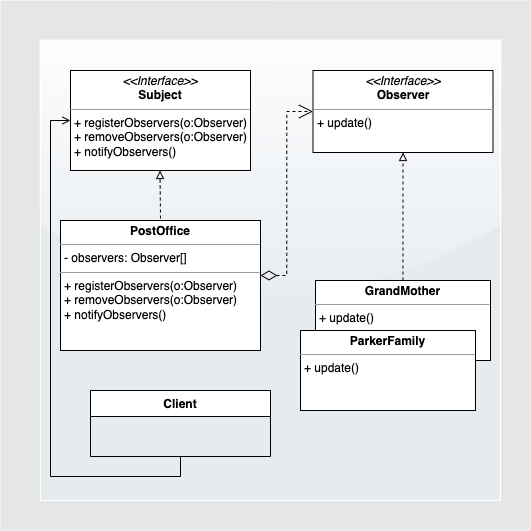 <<Interface>>
Subject
+ registerObservers(o:Observer)
+ removeObservers(o:Observer)
+ notifyObservers()
<<Interface>>
Observer
+ update()
PostOffice
- observers: Observer[]
+ registerObservers(o:Observer)
+ removeObservers(o:Observer)
+ notifyObservers()
GrandMother
+ update()
ParkerFamily
+ update()
Client